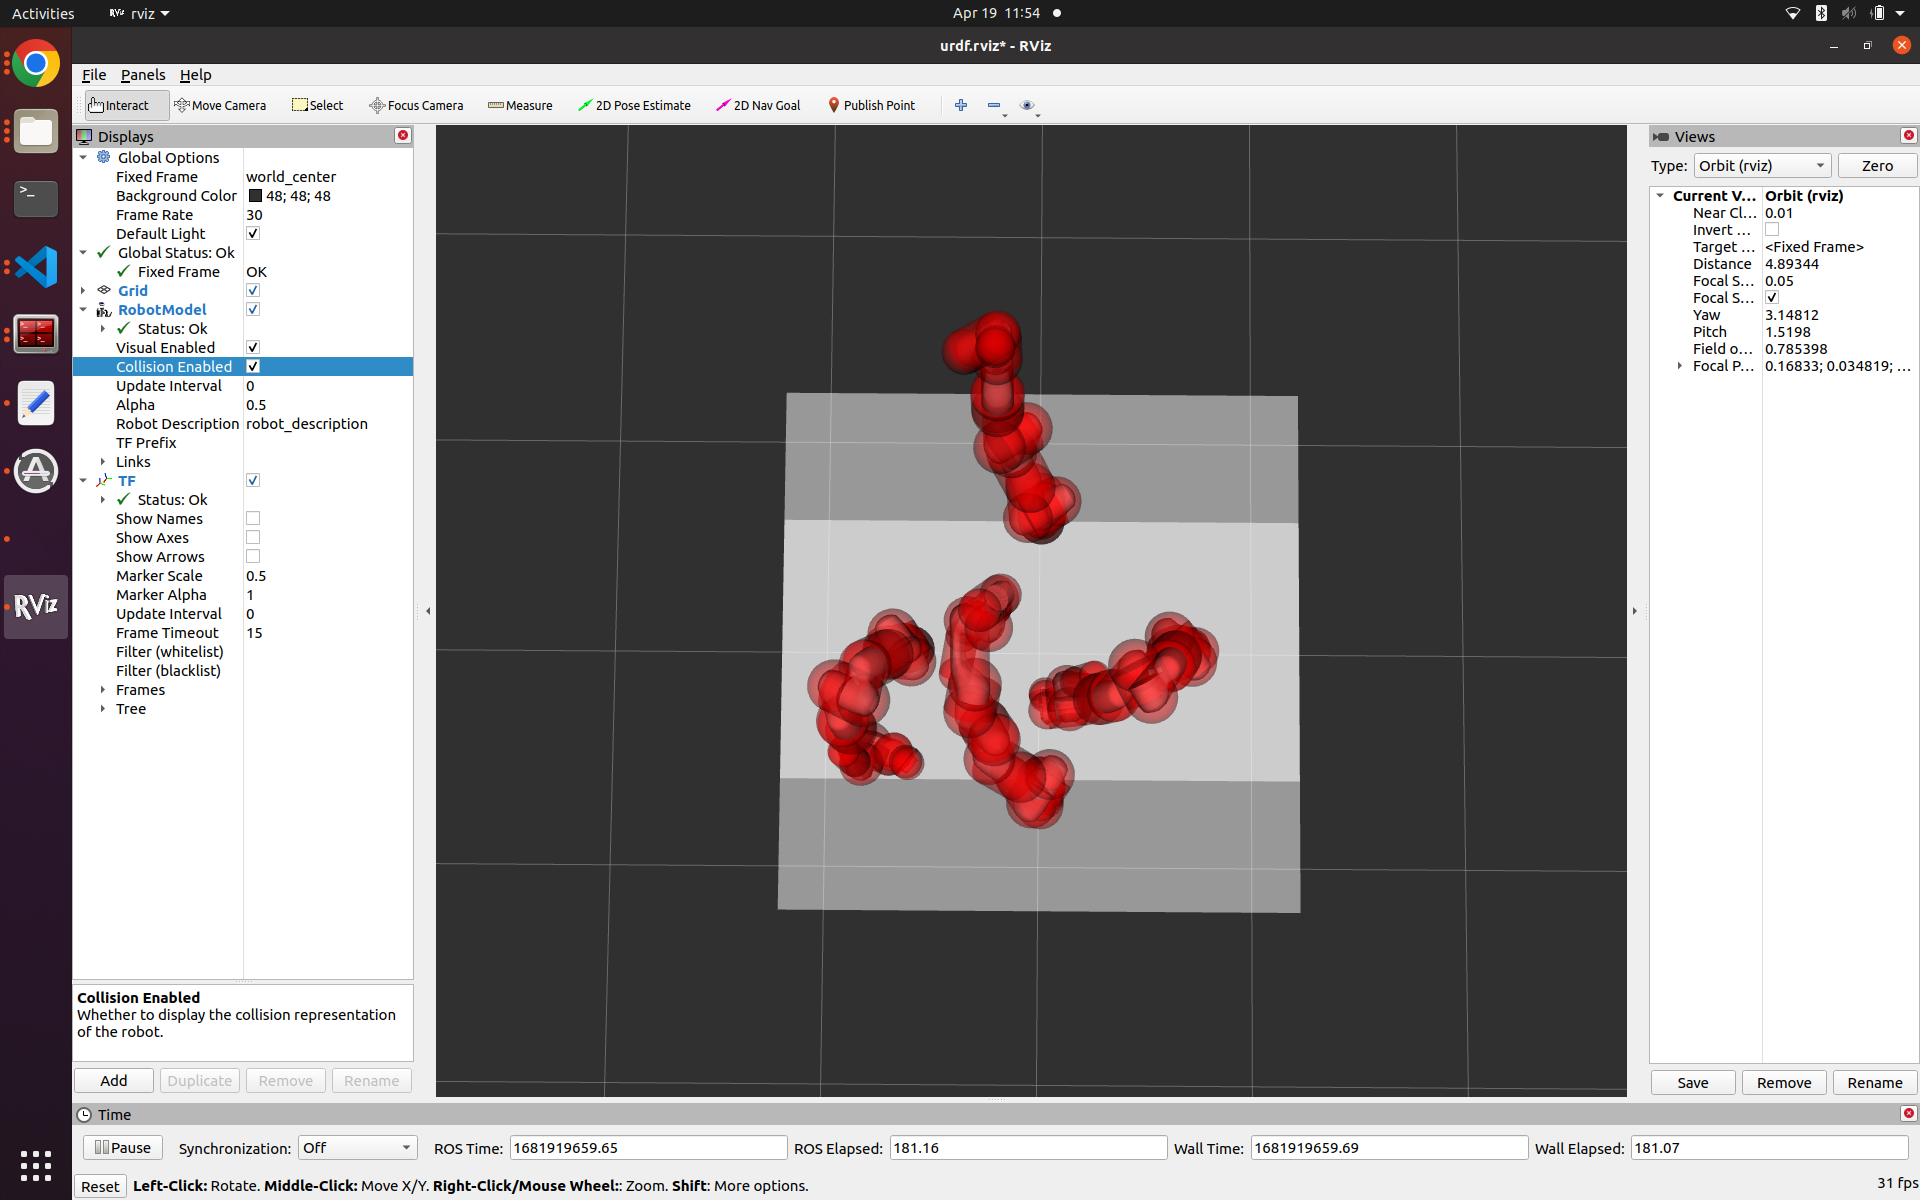 Activities rviz Apr 19 11:54
urdf.rviz* - RViz
File Panels Help
Interact Move Camera Select Focus Camera Measure 2D Pose Estimate 2D Nav Goal Publish Point
Displays
Global Options
Fixed Frame world_center
Background Color 48; 48; 48
Frame Rate 30
Default Light
Global Status: Ok
Fixed Frame OK
Grid
RobotModel
Status: Ok
Visual Enabled
Collision Enabled
Update Interval 0
Alpha 0.5
Robot Description robot_description
TF Prefix
Links
TF
Status: Ok
Show Names
Show Axes
Show Arrows
Marker Scale 0.5
Marker Alpha 1
Update Interval 0
Frame Timeout 15
Filter (whitelist)
Filter (blacklist)
Frames
Tree
Collision Enabled
Whether to display the collision representation
of the robot.
Add Duplicate Remove Rename
Views
Type: Orbit (rviz) Zero
Current V... Orbit (rviz)
Near Cl... 0.01
Invert ...
Target ... <Fixed Frame>
Distance 4.89344
Focal S... 0.05
Focal S...
Yaw 3.14812
Pitch 1.5198
Field o... 0.785398
Focal P... 0.16833; 0.034819; ...
Save Remove Rename
Time
Pause Synchronization: Off ROS Time: 1681919659.65 ROS Elapsed: 181.16 Wall Time: 1681919659.69 Wall Elapsed: 181.07
Reset Left-Click: Rotate. Middle-Click: Move X/Y. Right-Click/Mouse Wheel:: Zoom. Shift: More options. 31 fps
RViz